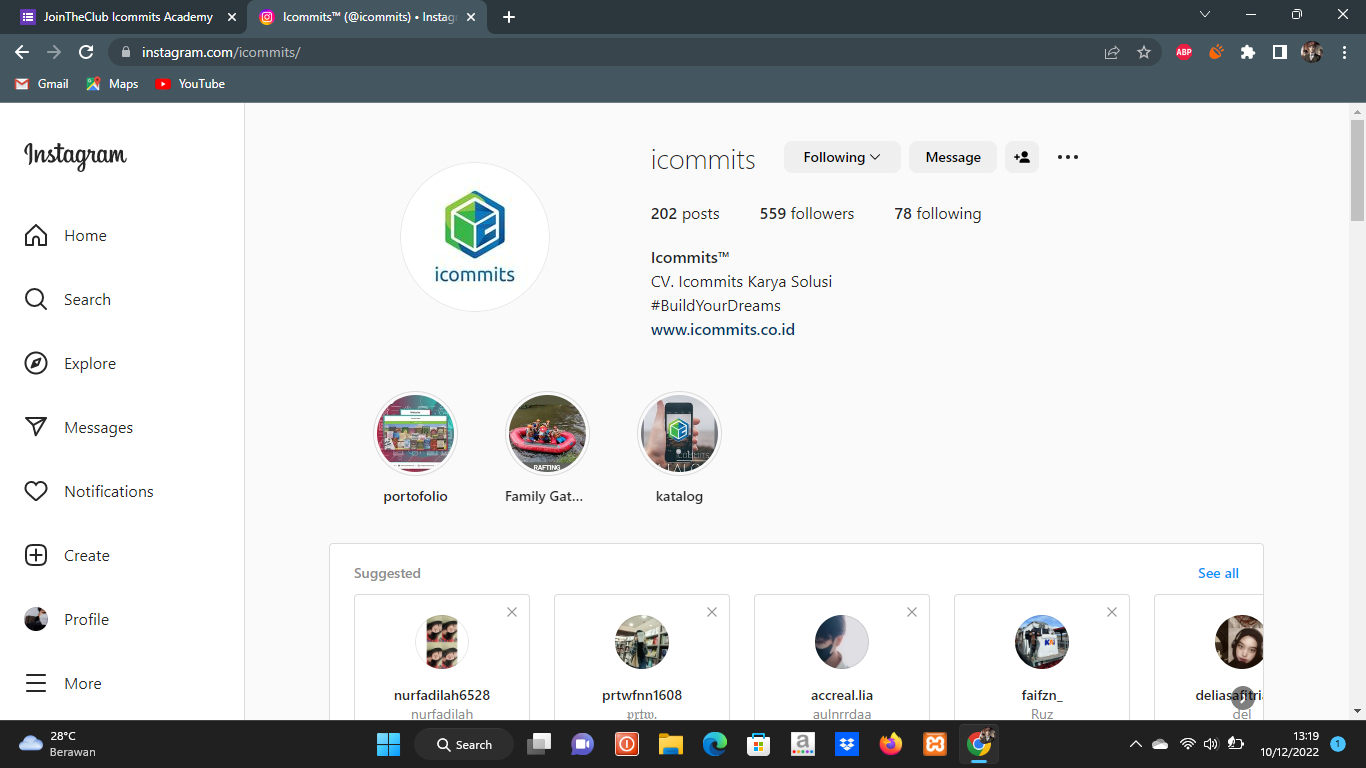 JoinTheClub Icommits Academy
Icommits™ (@icommits) • Instag
instagram.com/icommits/
ABP
Gmail
Maps
YouTube
Instagram
Home
Search
Explore
Messages
Notifications
Create
Profile
More
icommits
icommits
Following
Message
202 posts
559 followers
78 following
Icommits™
CV. Icommits Karya Solusi
#BuildYourDreams
www.icommits.co.id
RAFTING
portofolio
Family Gat...
katalog
Suggested
See all
nurfadilah6528
nurfadilah
prtwfnn1608
prtw.
accreal.lia
aulnrrdaa
faifzn_
Ruz
deliasafitri
del
28°C
Berawan
Search
13:19
10/12/2022
1